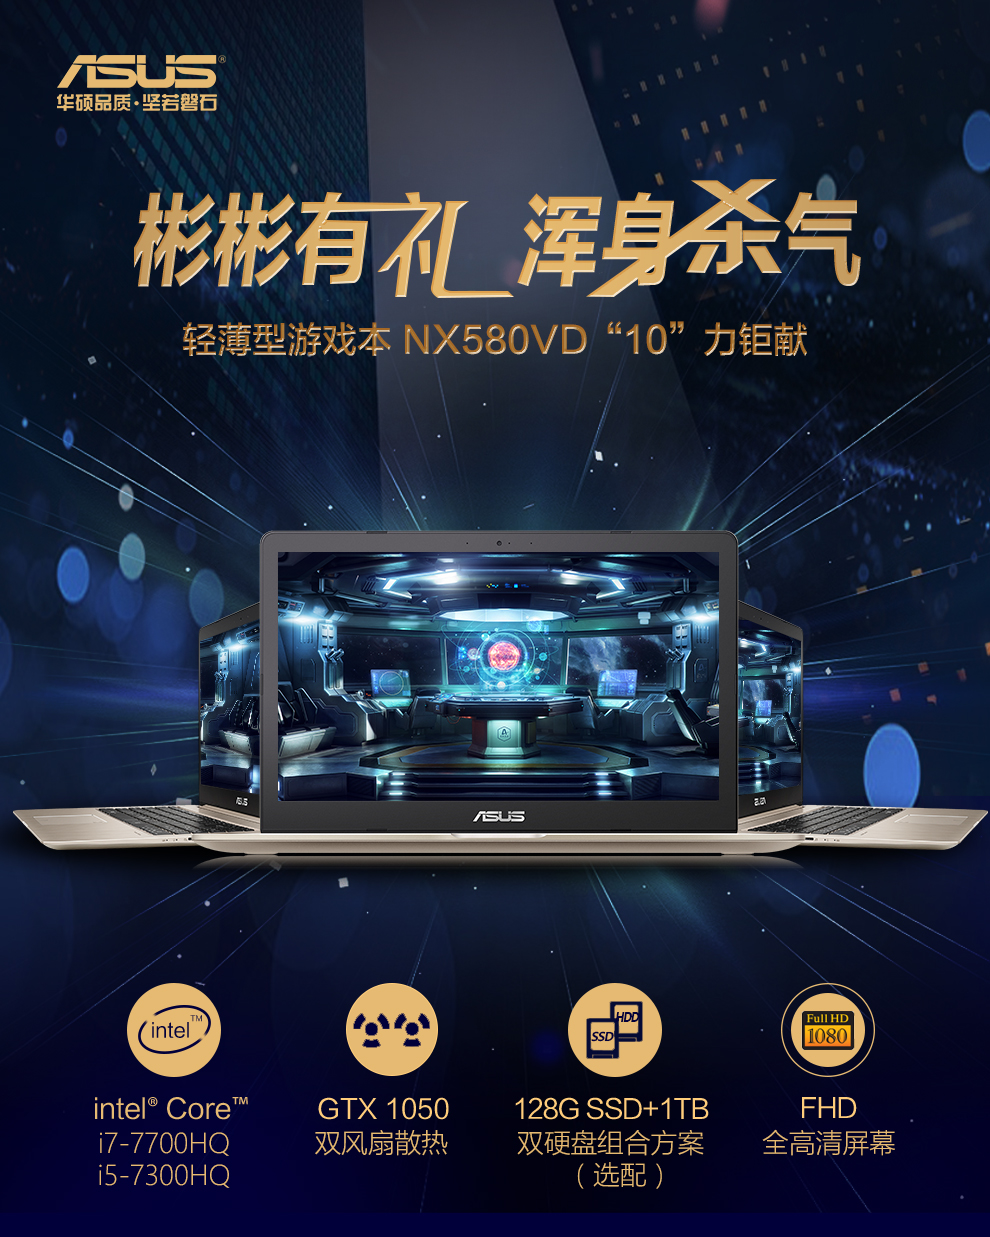 ASUS®
华硕品质·坚若磐石
彬彬有礼 浑身杀气
轻薄型游戏本 NX580VD“10”力钜献
ASUS
ASUS
ASUS
intel™
SSD
HDD
Full HD
1080
intel® Core™
i7-7700HQ
i5-7300HQ
GTX 1050
双风扇散热
128G SSD+1TB
双硬盘组合方案
（选配）
FHD
全高清屏幕